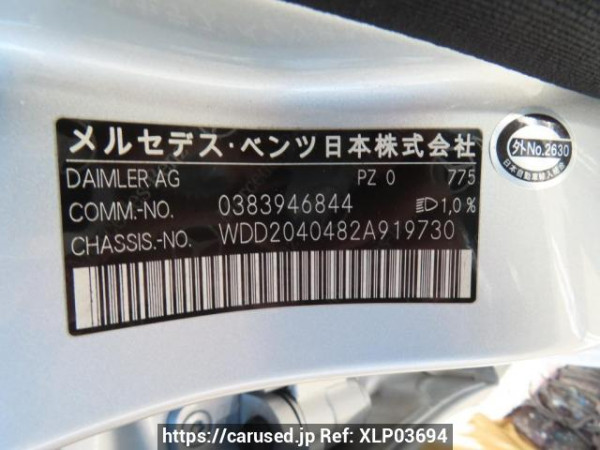 メルセデス・ベンツ日本株式会社
DAIMLER AG PZ 0 775
COMM.-NO. 0383946844 1,0%
CHASSIS.-NO. WDD2040482A919730
外No.2630
日本自動車輸入組合
https://carused.jp Ref: XLP03694